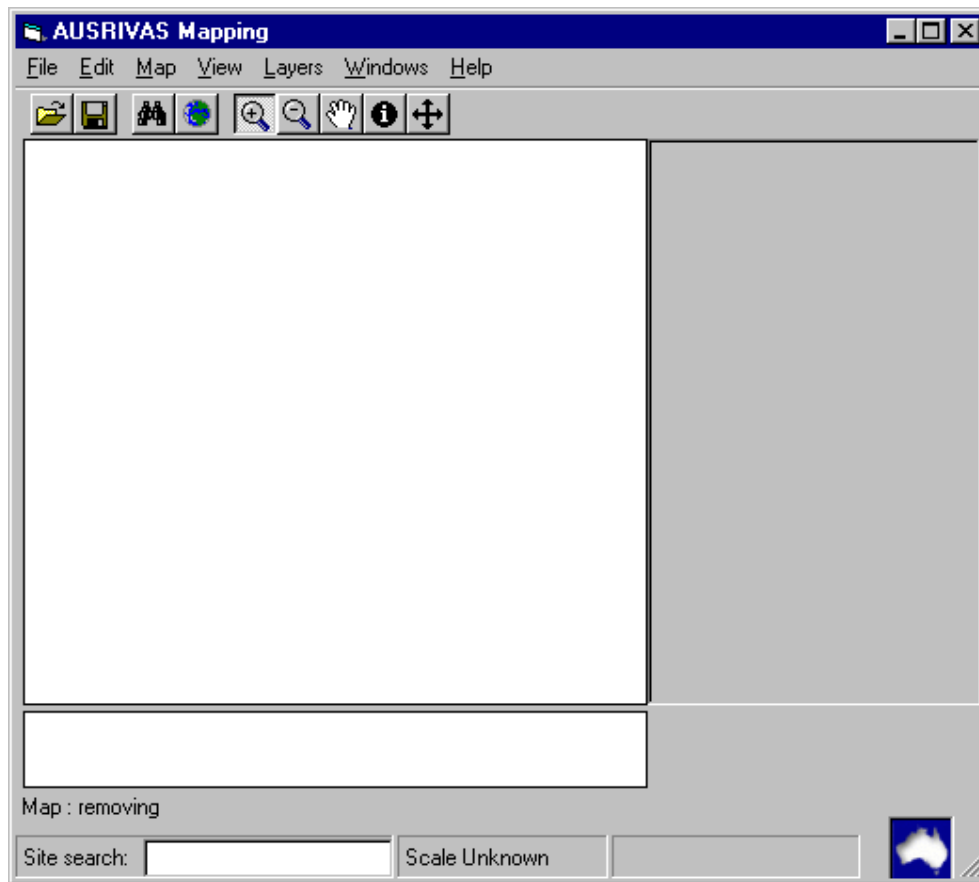 AUSRIVAS Mapping
File Edit Map View Layers Windows Help
Map : removing
Site search: Scale Unknown